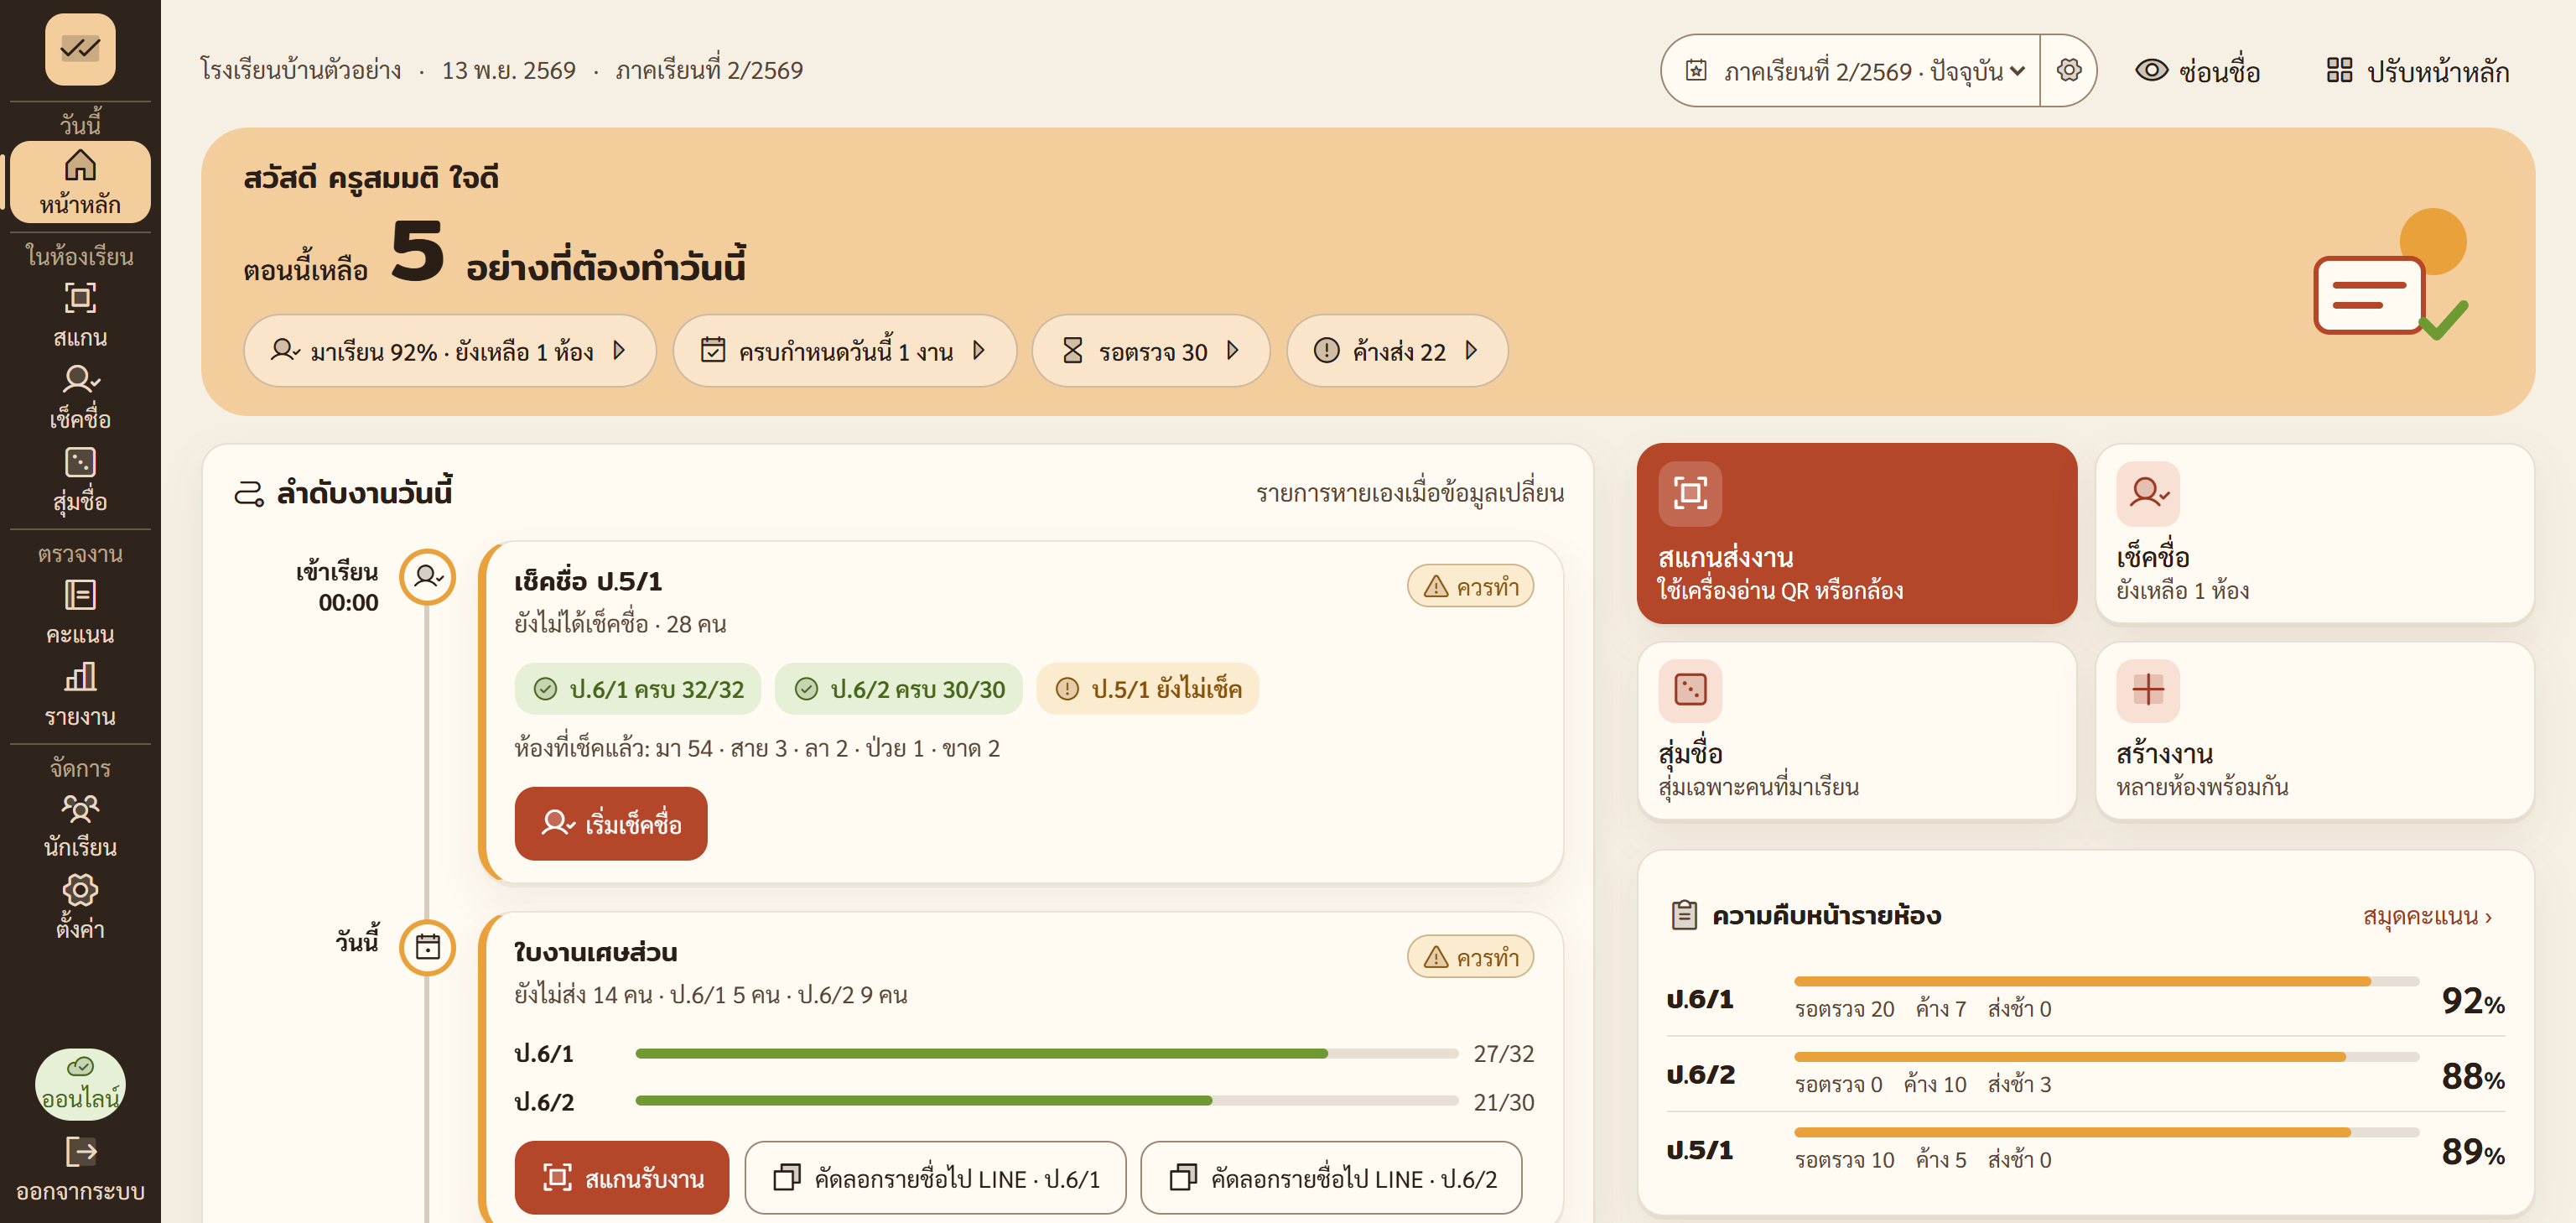 วันนี้
หน้าหลัก
ในห้องเรียน
สแกน
เช็คชื่อ
สุ่มชื่อ
ตรวจงาน
คะแนน
รายงาน
จัดการ
นักเรียน
ตั้งค่า
ออนไลน์
ออกจากระบบ
โรงเรียนบ้านตัวอย่าง · 13 พ.ย. 2569 · ภาคเรียนที่ 2/2569
ภาคเรียนที่ 2/2569 · ปัจจุบัน
ซ่อนชื่อ
ปรับหน้าหลัก
สวัสดี ครูสมมติ ใจดี
ตอนนี้เหลือ 5 อย่างที่ต้องทำวันนี้
มาเรียน 92% · ยังเหลือ 1 ห้อง
ครบกำหนดวันนี้ 1 งาน
รอตรวจ 30
ค้างส่ง 22
ลำดับงานวันนี้
รายการหายเองเมื่อข้อมูลเปลี่ยน
เข้าเรียน
00:00
เช็คชื่อ ป.5/1
ควรทำ
ยังไม่ได้เช็คชื่อ · 28 คน
ป.6/1 ครบ 32/32
ป.6/2 ครบ 30/30
ป.5/1 ยังไม่เช็ค
ห้องที่เช็คแล้ว: มา 54 · สาย 3 · ลา 2 · ป่วย 1 · ขาด 2
เริ่มเช็คชื่อ
วันนี้
ใบงานเศษส่วน
ควรทำ
ยังไม่ส่ง 14 คน · ป.6/1 5 คน · ป.6/2 9 คน
ป.6/1 27/32
ป.6/2 21/30
สแกนรับงาน
คัดลอกรายชื่อไป LINE · ป.6/1
คัดลอกรายชื่อไป LINE · ป.6/2
สแกนส่งงาน
ใช้เครื่องอ่าน QR หรือกล้อง
เช็คชื่อ
ยังเหลือ 1 ห้อง
สุ่มชื่อ
สุ่มเฉพาะคนที่มาเรียน
สร้างงาน
หลายห้องพร้อมกัน
ความคืบหน้ารายห้อง
สมุดคะแนน ›
ป.6/1
รอตรวจ 20 ค้าง 7 ส่งช้า 0
92%
ป.6/2
รอตรวจ 0 ค้าง 10 ส่งช้า 3
88%
ป.5/1
รอตรวจ 10 ค้าง 5 ส่งช้า 0
89%